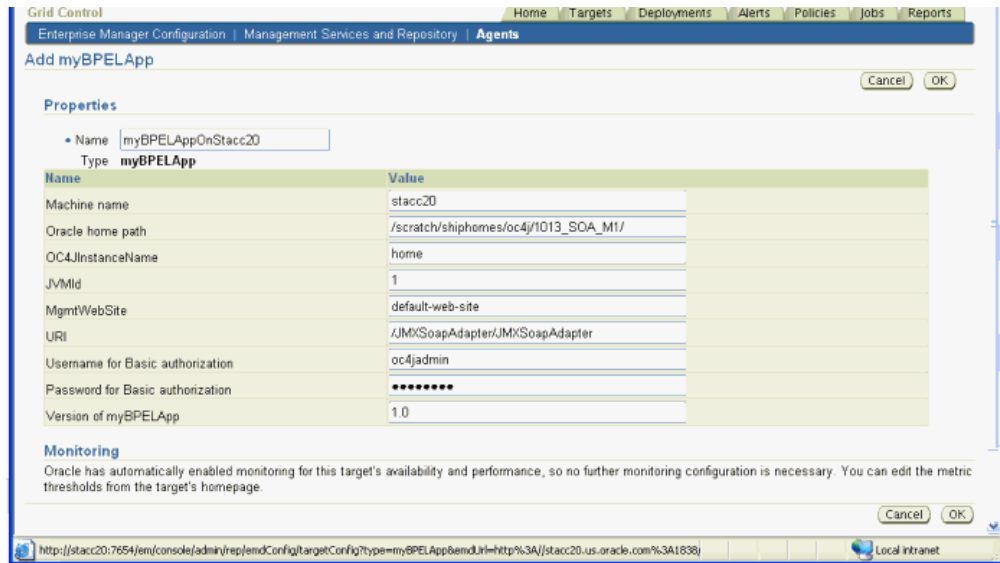 Grid Control
Home Targets Deployments Alerts Policies Jobs Reports
Enterprise Manager Configuration | Management Services and Repository | Agents
Add myBPELApp
Cancel OK
Properties
Name myBPELAppOnStacc20
Type myBPELApp
Name Value
Machine name stacc20
Oracle home path /scratch/shiphomes/oc4j/1013_SOA_M1/
OC4JInstanceName home
JVMId 1
MgmtWebSite default-web-site
URI /JMXSoapAdapter/JMXSoapAdapter
Username for Basic authorization oc4jadmin
Password for Basic authorization ••••••••
Version of myBPELApp 1.0
Monitoring
Oracle has automatically enabled monitoring for this target's availability and performance, so no further monitoring configuration is necessary. You can edit the metric
thresholds from the target's homepage.
Cancel OK
http://stacc20:7654/em/console/admin/rep/emdConfig/targetConfig?type=myBPELApp&emdUrl=http%3A//stacc20.us.oracle.com%3A1838/ Local intranet